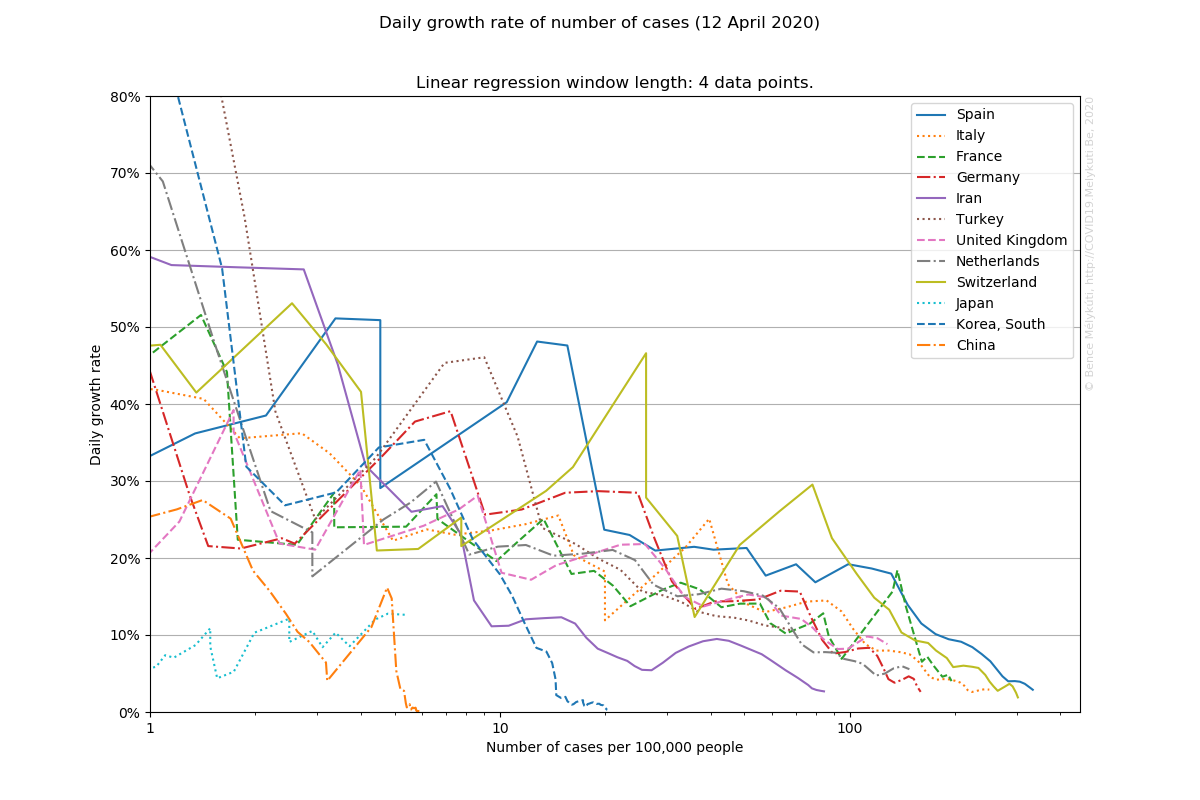 Daily growth rate of number of cases (12 April 2020)
Linear regression window length: 4 data points.
80%
70%
60%
50%
40%
30%
20%
10%
0%
Daily growth rate
1
10
100
Number of cases per 100,000 people
Spain
Italy
France
Germany
Iran
Turkey
United Kingdom
Netherlands
Switzerland
Japan
Korea, South
China
© Bence Mélykúti, http://COVID19.Melykuti.Be, 2020